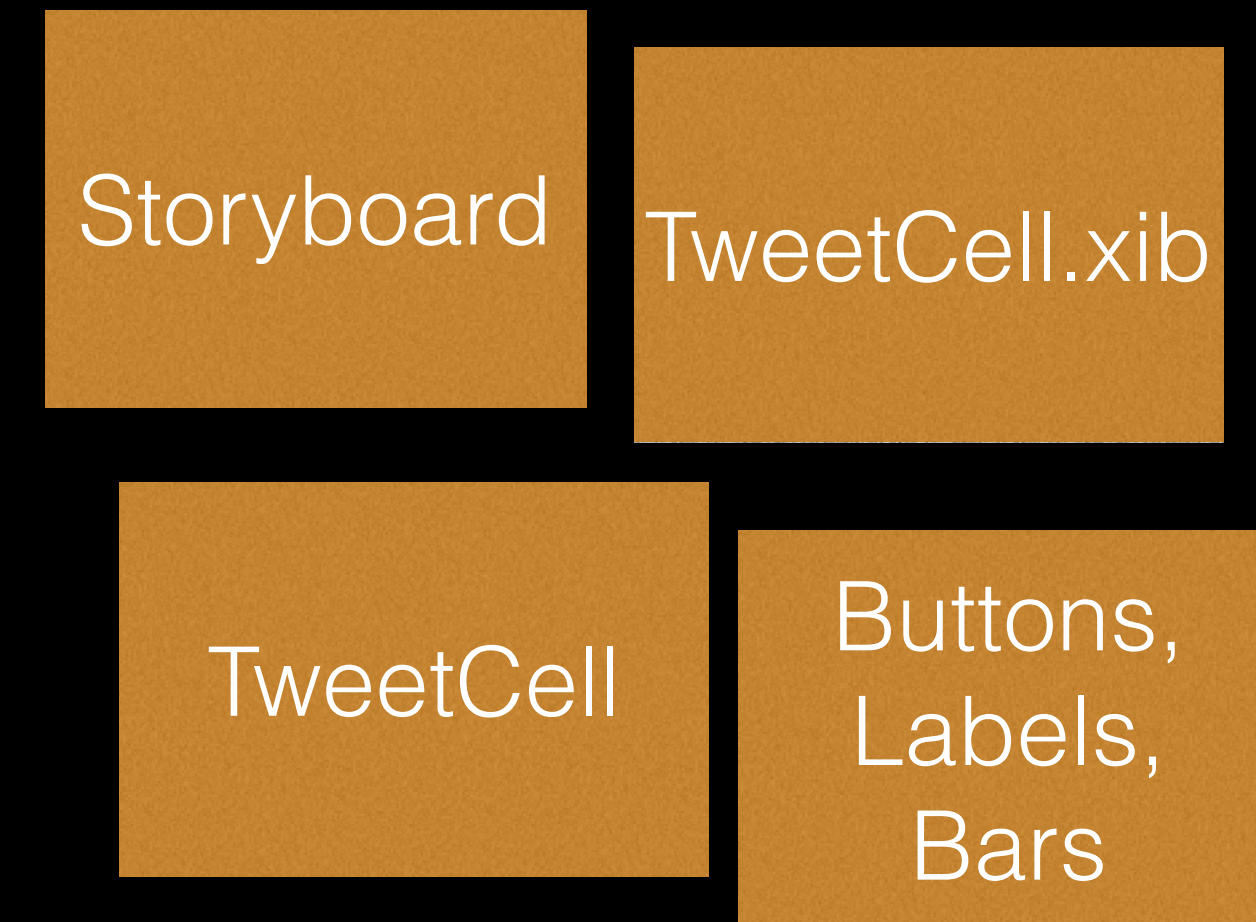 Storyboard
TweetCell.xib
TweetCell
Buttons,
Labels,
Bars